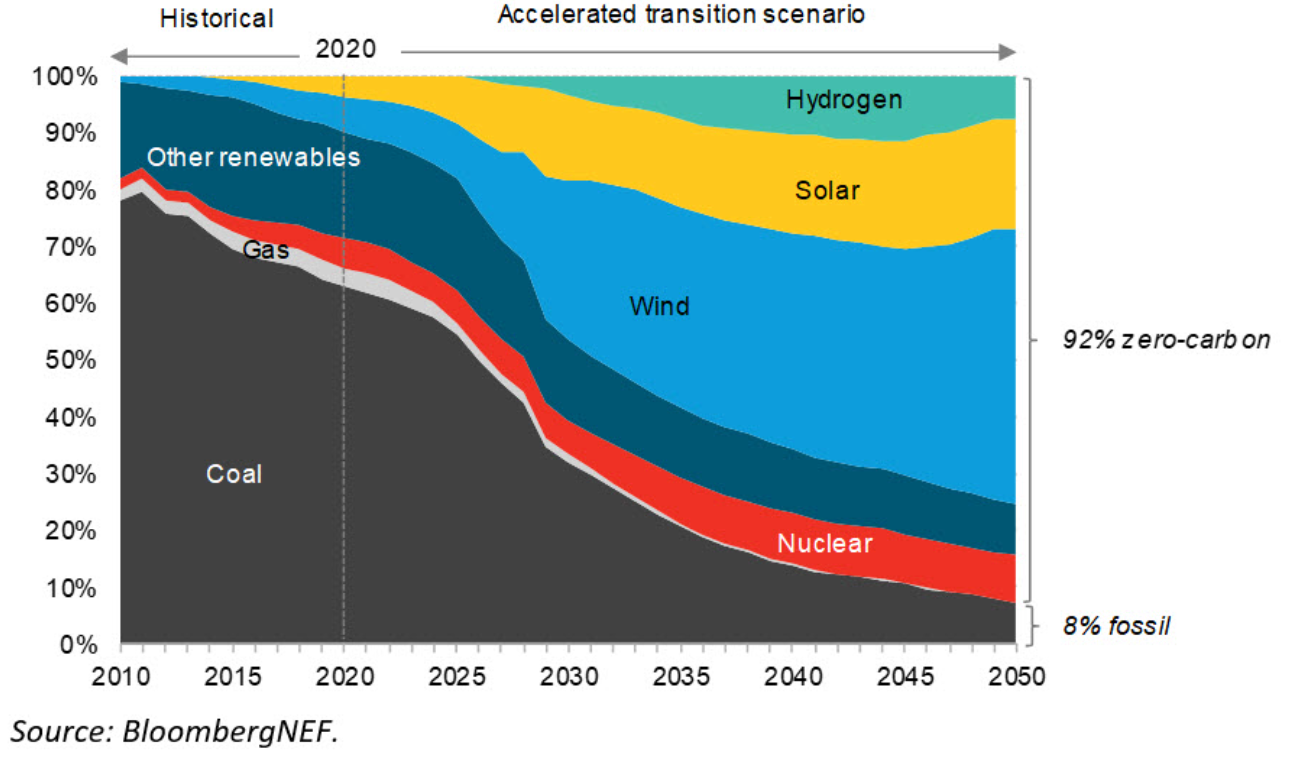 Historical
Accelerated transition scenario
2020
100%
90%
80%
70%
60%
50%
40%
30%
20%
10%
0%
Hydrogen
Other renewables
Solar
Gas
Wind
Coal
Nuclear
92% zero-carbon
8% fossil
2010 2015 2020 2025 2030 2035 2040 2045 2050
Source: BloombergNEF.